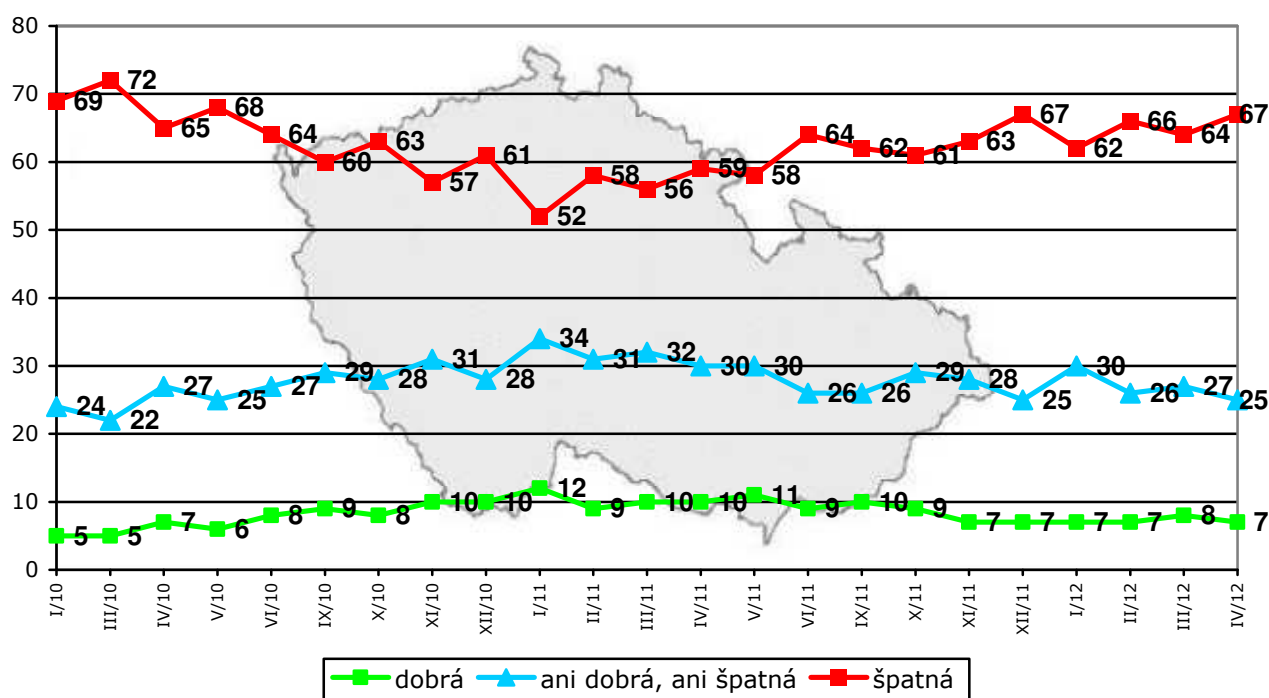 80
70
60
50
40
30
20
10
0
69 72 65 68 64 60 63 57 61 52 58 56 59 58 64 62 61 63 67 62 66 64 67
24 22 27 25 27 29 28 31 28 34 31 32 30 30 26 26 29 28 25 30 26 27 25
5 5 7 6 8 9 8 10 10 12 9 10 10 11 9 10 9 7 7 7 7 8 7
I/10 III/10 IV/10 V/10 VI/10 IX/10 X/10 XI/10 XII/10 I/11 II/11 III/11 IV/11 V/11 VI/11 IX/11 X/11 XI/11 XII/11 I/12 II/12 III/12 IV/12
dobrá ani dobrá, ani špatná špatná